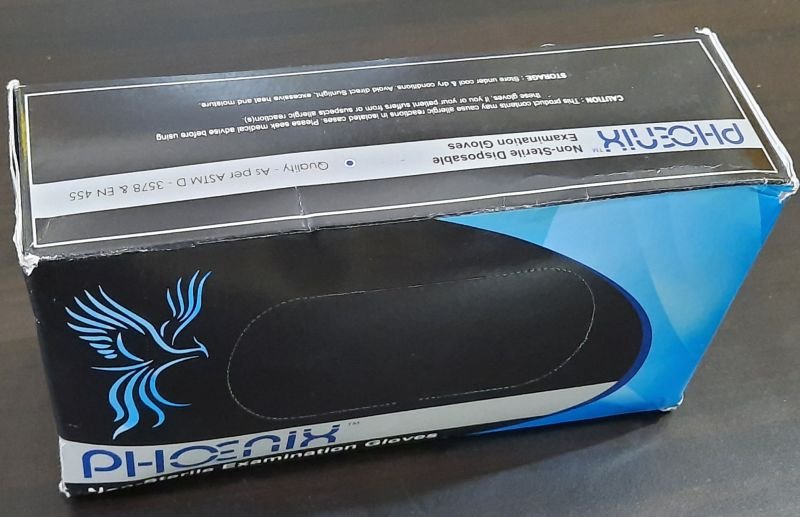 PHOENIX™
Non-Sterile Disposable
Examination Gloves
Quality - As per ASTM D - 3578 & EN 455
CAUTION : This product contents may cause allergic reactions in isolated cases. Please seek medical advise before using
these gloves, if you or your patient suffers from or suspects allergic reaction(s).
STORAGE : Store under cool & dry conditions. Avoid direct Sunlight, excessive heat and moisture.
PHOENIX™
Non-Sterile Examination Gloves